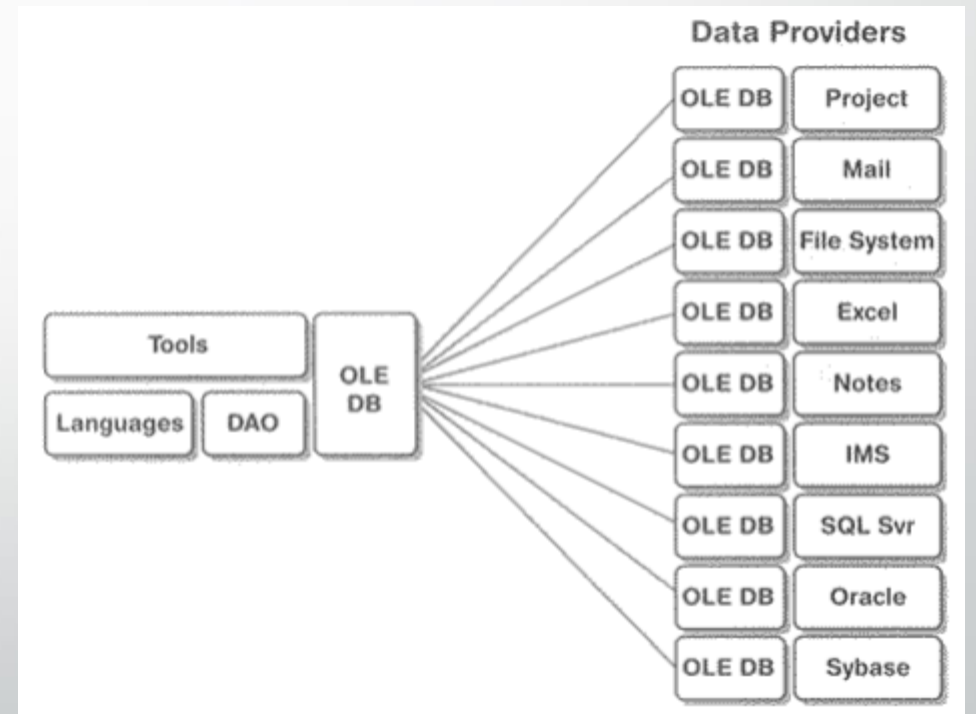 Data Providers
OLE DB Project
OLE DB Mail
OLE DB File System
OLE DB Excel
OLE DB Notes
OLE DB IMS
OLE DB SQL Svr
OLE DB Oracle
OLE DB Sybase
Tools
Languages DAO
OLE
DB